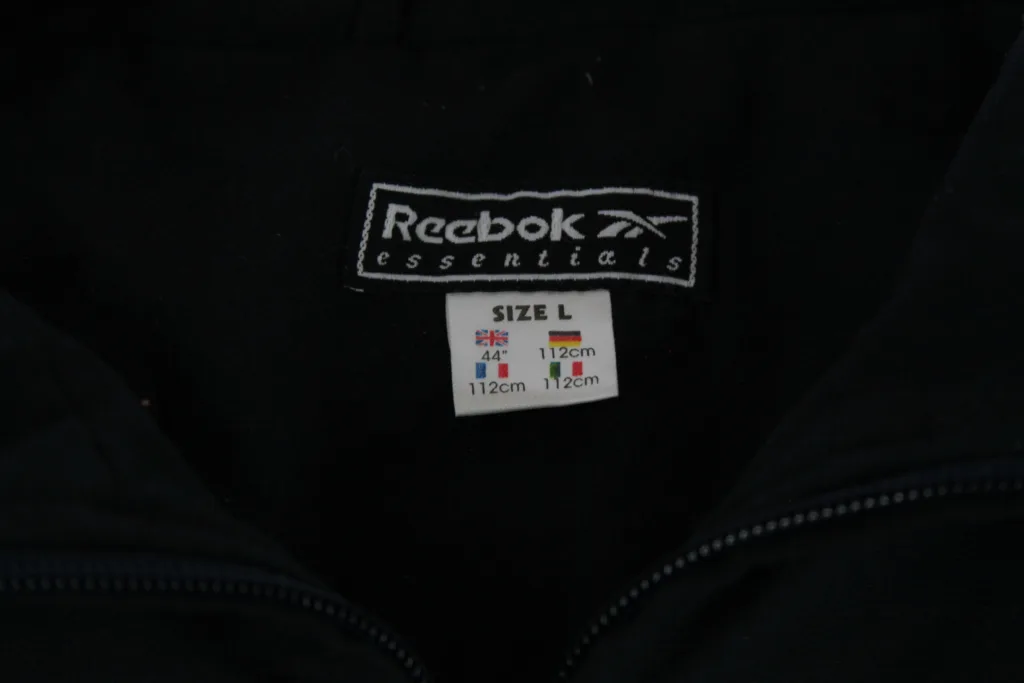 Reebok
essentials
SIZE L
44" 112cm
112cm 112cm